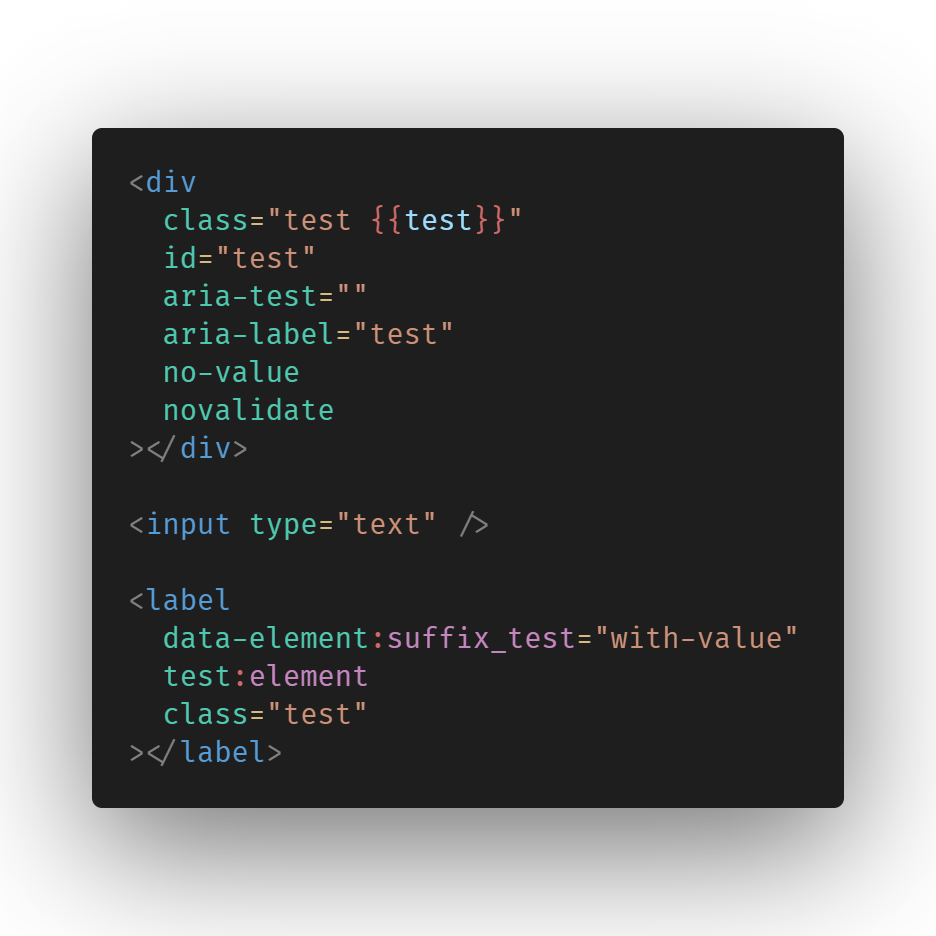 <div
  class="test {{test}}"
  id="test"
  aria-test=""
  aria-label="test"
  no-value
  novalidate
></div>

<input type="text" />

<label
  data-element:suffix_test="with-value"
  test:element
  class="test"
></label>